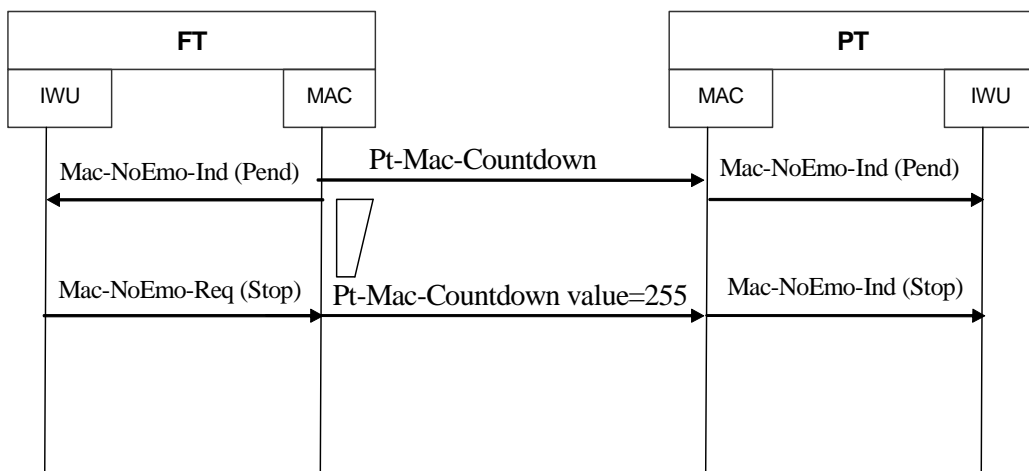 FT
PT
IWU
MAC
MAC
IWU
Mac-NoEmo-Ind (Pend)
Pt-Mac-Countdown
Mac-NoEmo-Ind (Pend)
Mac-NoEmo-Req (Stop)
Pt-Mac-Countdown value=255
Mac-NoEmo-Ind (Stop)